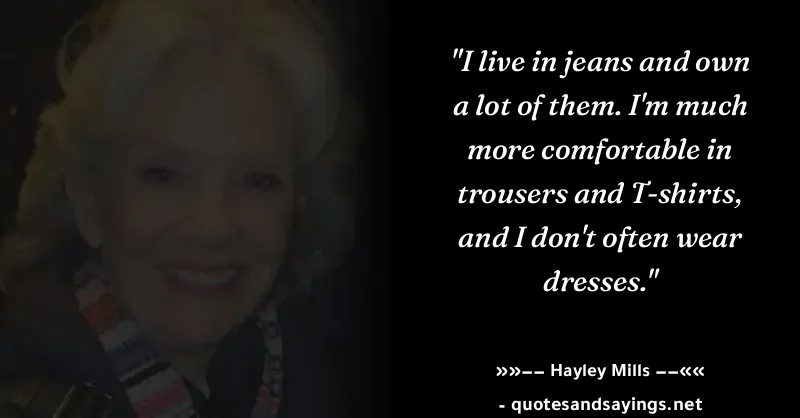 "I live in jeans and own
a lot of them. I'm much
more comfortable in
trousers and T-shirts,
and I don't often wear
dresses."
»»−− Hayley Mills −−««
- quotesandsayings.net